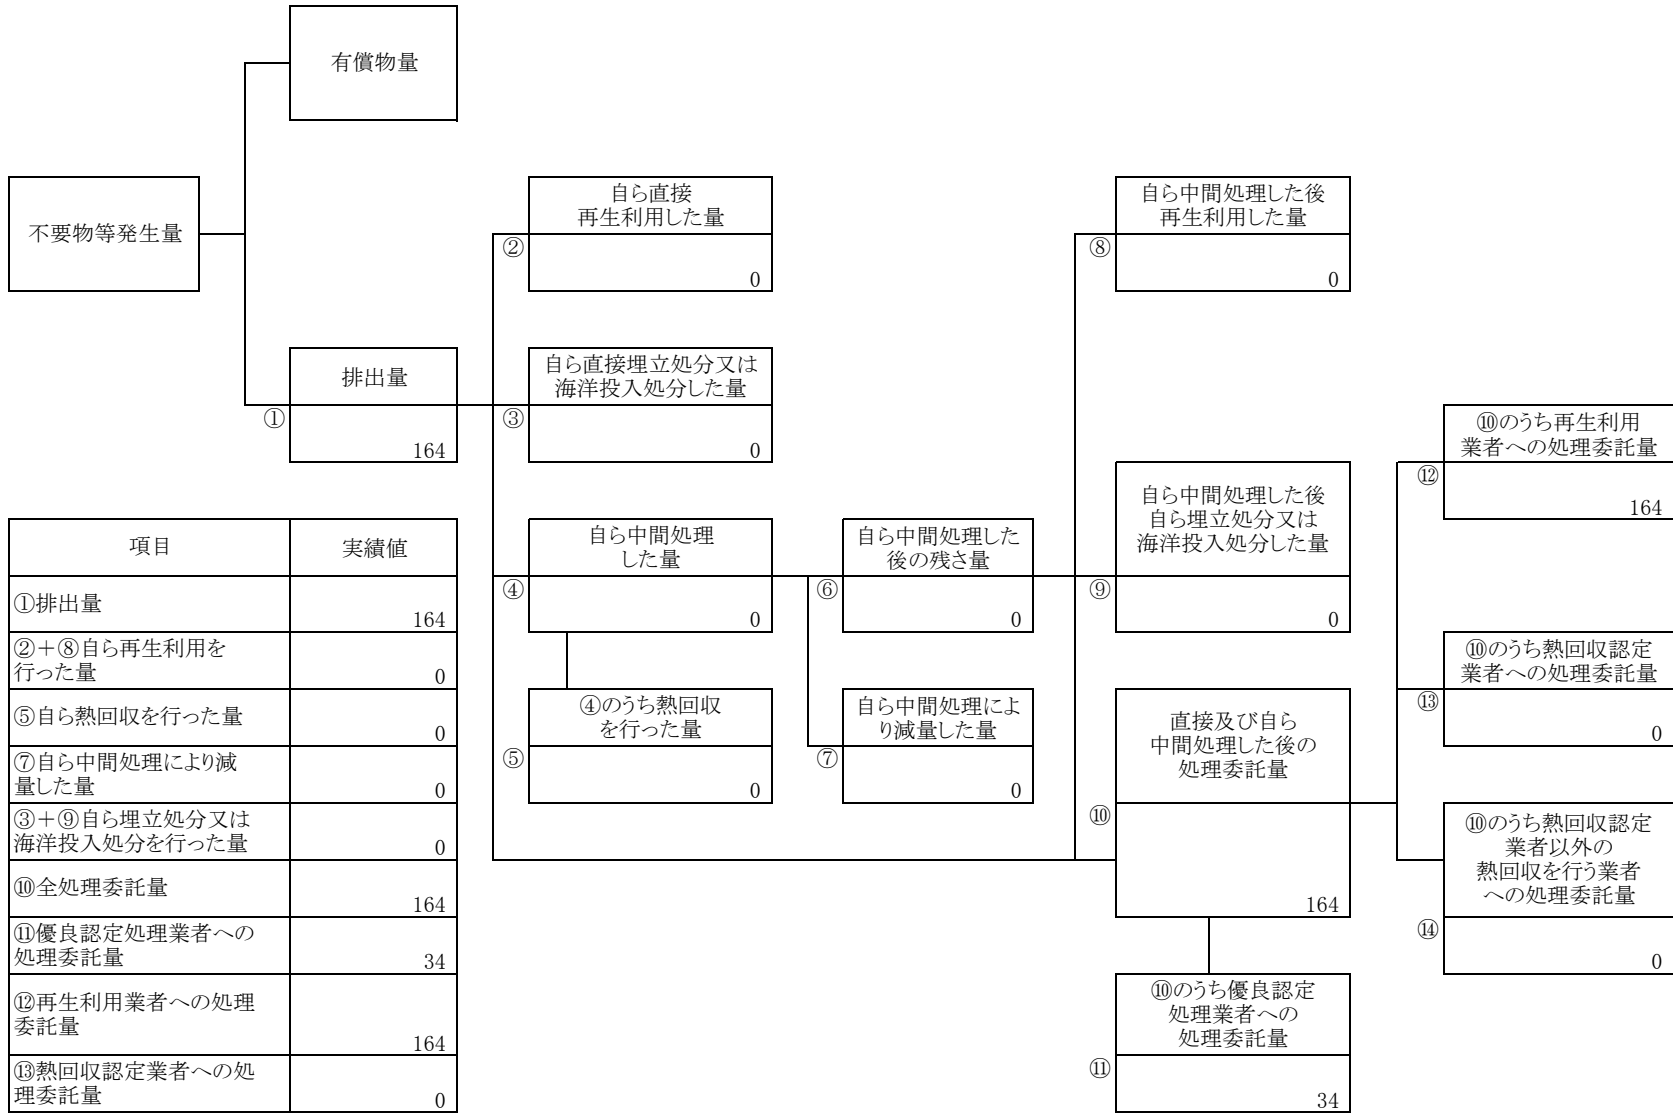 有償物量
不要物等発生量
自ら直接
再生利用した量
②
0
自ら中間処理した後
再生利用した量
⑧
0
排出量
①
164
自ら直接埋立処分又は
海洋投入処分した量
③
0
⑩のうち再生利用
業者への処理委託量
⑫
164
自ら中間処理
した量
④
0
自ら中間処理した
後の残さ量
⑥
0
自ら中間処理した後
自ら埋立処分又は
海洋投入処分した量
⑨
0
⑩のうち熱回収認定
業者への処理委託量
⑬
0
④のうち熱回収
を行った量
⑤
0
自ら中間処理によ
り減量した量
⑦
0
直接及び自ら
中間処理した後の
処理委託量
⑩
164
⑩のうち熱回収認定
業者以外の
熱回収を行う業者
への処理委託量
⑭
0
⑩のうち優良認定
処理業者への
処理委託量
⑪
34
項目 実績値
①排出量 164
②+⑧自ら再生利用を
行った量 0
⑤自ら熱回収を行った量 0
⑦自ら中間処理により減
量した量 0
③+⑨自ら埋立処分又は
海洋投入処分を行った量 0
⑩全処理委託量 164
⑪優良認定処理業者への
処理委託量 34
⑫再生利用業者への処理
委託量 164
⑬熱回収認定業者への処
理委託量 0